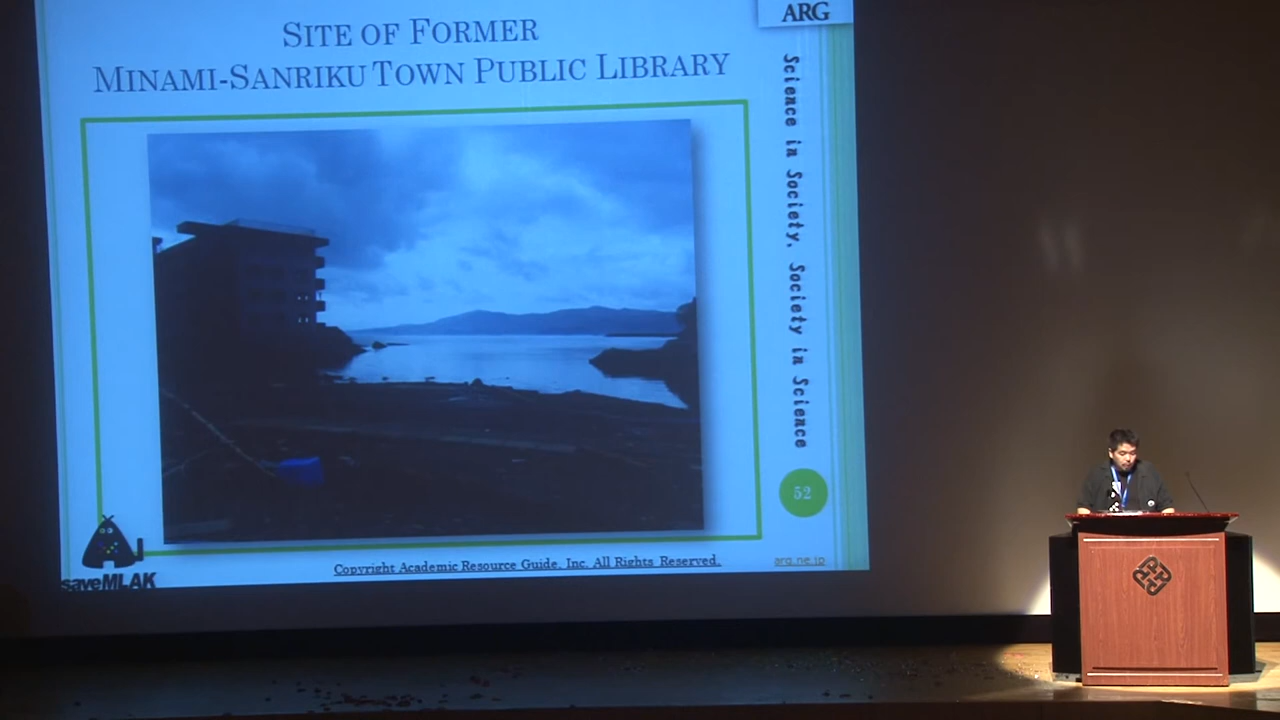 SITE OF FORMER
MINAMI-SANRIKU TOWN PUBLIC LIBRARY
ARG
Science in Society, Society in Science
52
saveMLAK
Copyright Academic Resource Guide, Inc. All Rights Reserved.
arg.ne.jp